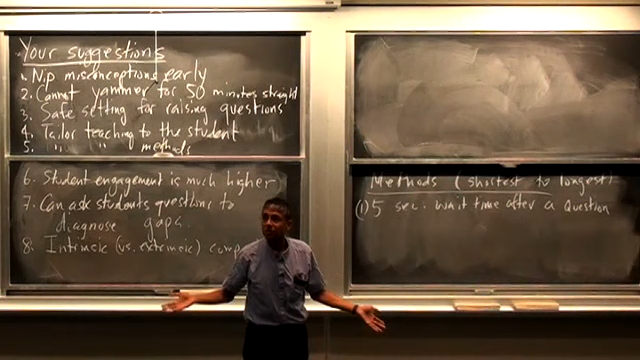 Your suggestions
1. Nip misconceptions early
2. Cannot yammer for 50 minutes straight
3. Safe setting for raising questions
4. Tailor teaching to the student
5. " " " methods
6. Student engagement is much higher
7. Can ask students questions to
diagnose gaps.
8. Intrinsic (vs. extrinsic) comp
Methods (shortest to longest)
(1) 5 sec: wait time after a question